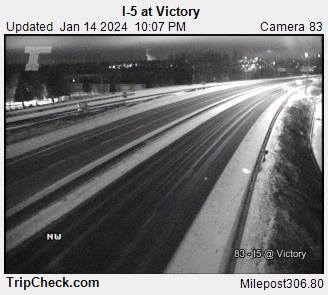 I-5 at Victory
Updated Jan 14 2024 10:07 PM Camera 83
T
NW
83 - I5 @ Victory
TripCheck.com Milepost306.80